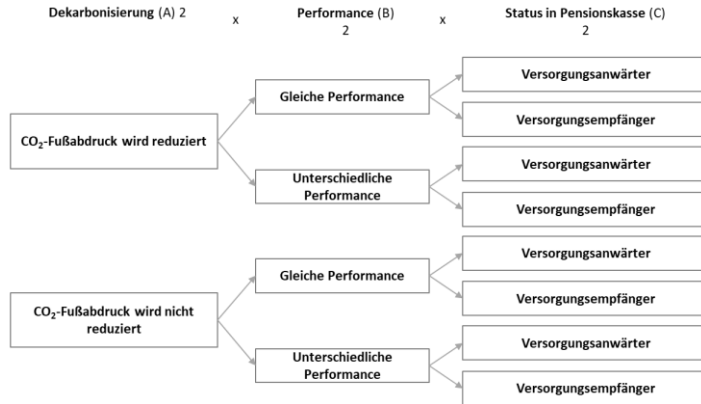 Dekarbonisierung (A) 2 x Performance (B) x Status in Pensionskasse (C)
2 2
Versorgungsanwärter
Gleiche Performance
Versorgungsempfänger
CO₂-Fußabdruck wird reduziert
Versorgungsanwärter
Unterschiedliche
Performance
Versorgungsempfänger
Versorgungsanwärter
Gleiche Performance
Versorgungsempfänger
CO₂-Fußabdruck wird nicht
reduziert
Versorgungsanwärter
Unterschiedliche
Performance
Versorgungsempfänger